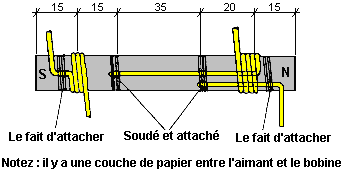 15 15 35 20 15
S N
Le fait d'attacher Soudé et attaché Le fait d'attacher
Notez : il y a une couche de papier entre l'aimant et le bobine